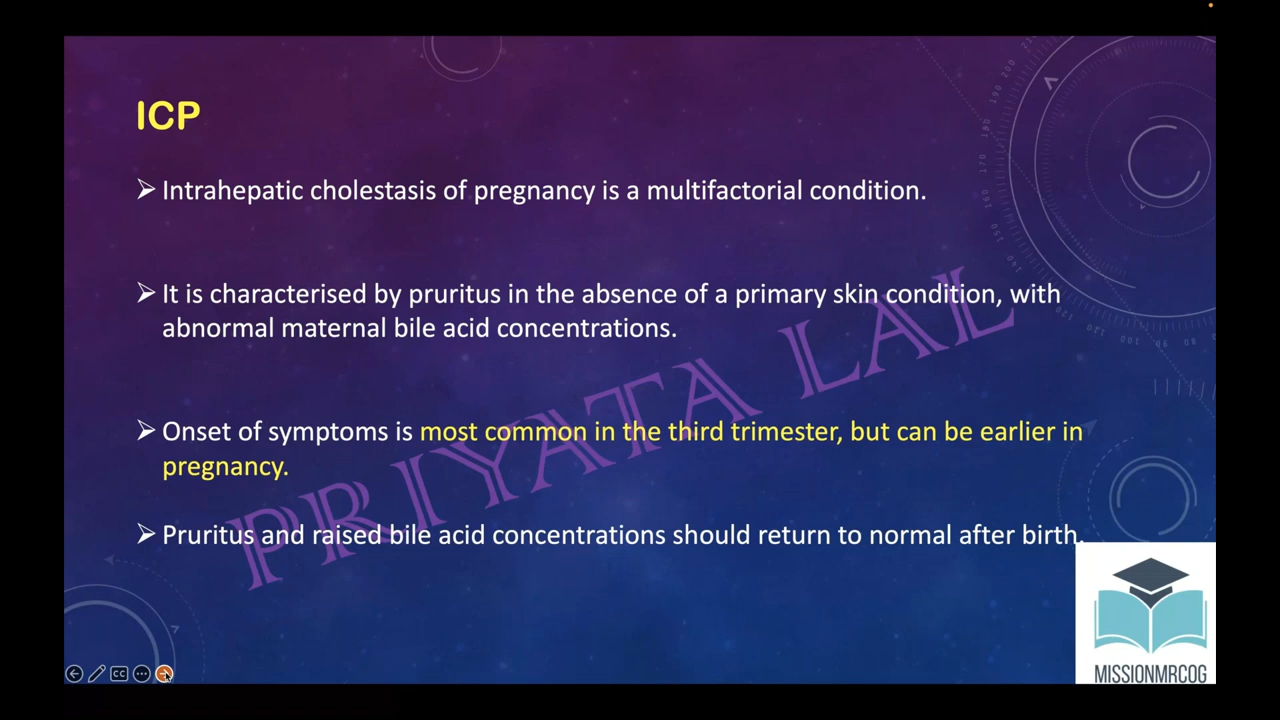 ICP
➢ Intrahepatic cholestasis of pregnancy is a multifactorial condition.
➢ It is characterised by pruritus in the absence of a primary skin condition, with
abnormal maternal bile acid concentrations.
➢ Onset of symptoms is most common in the third trimester, but can be earlier in
pregnancy.
➢ Pruritus and raised bile acid concentrations should return to normal after birth.
PRIYATA LAL
MISSIONMRCOG
CC